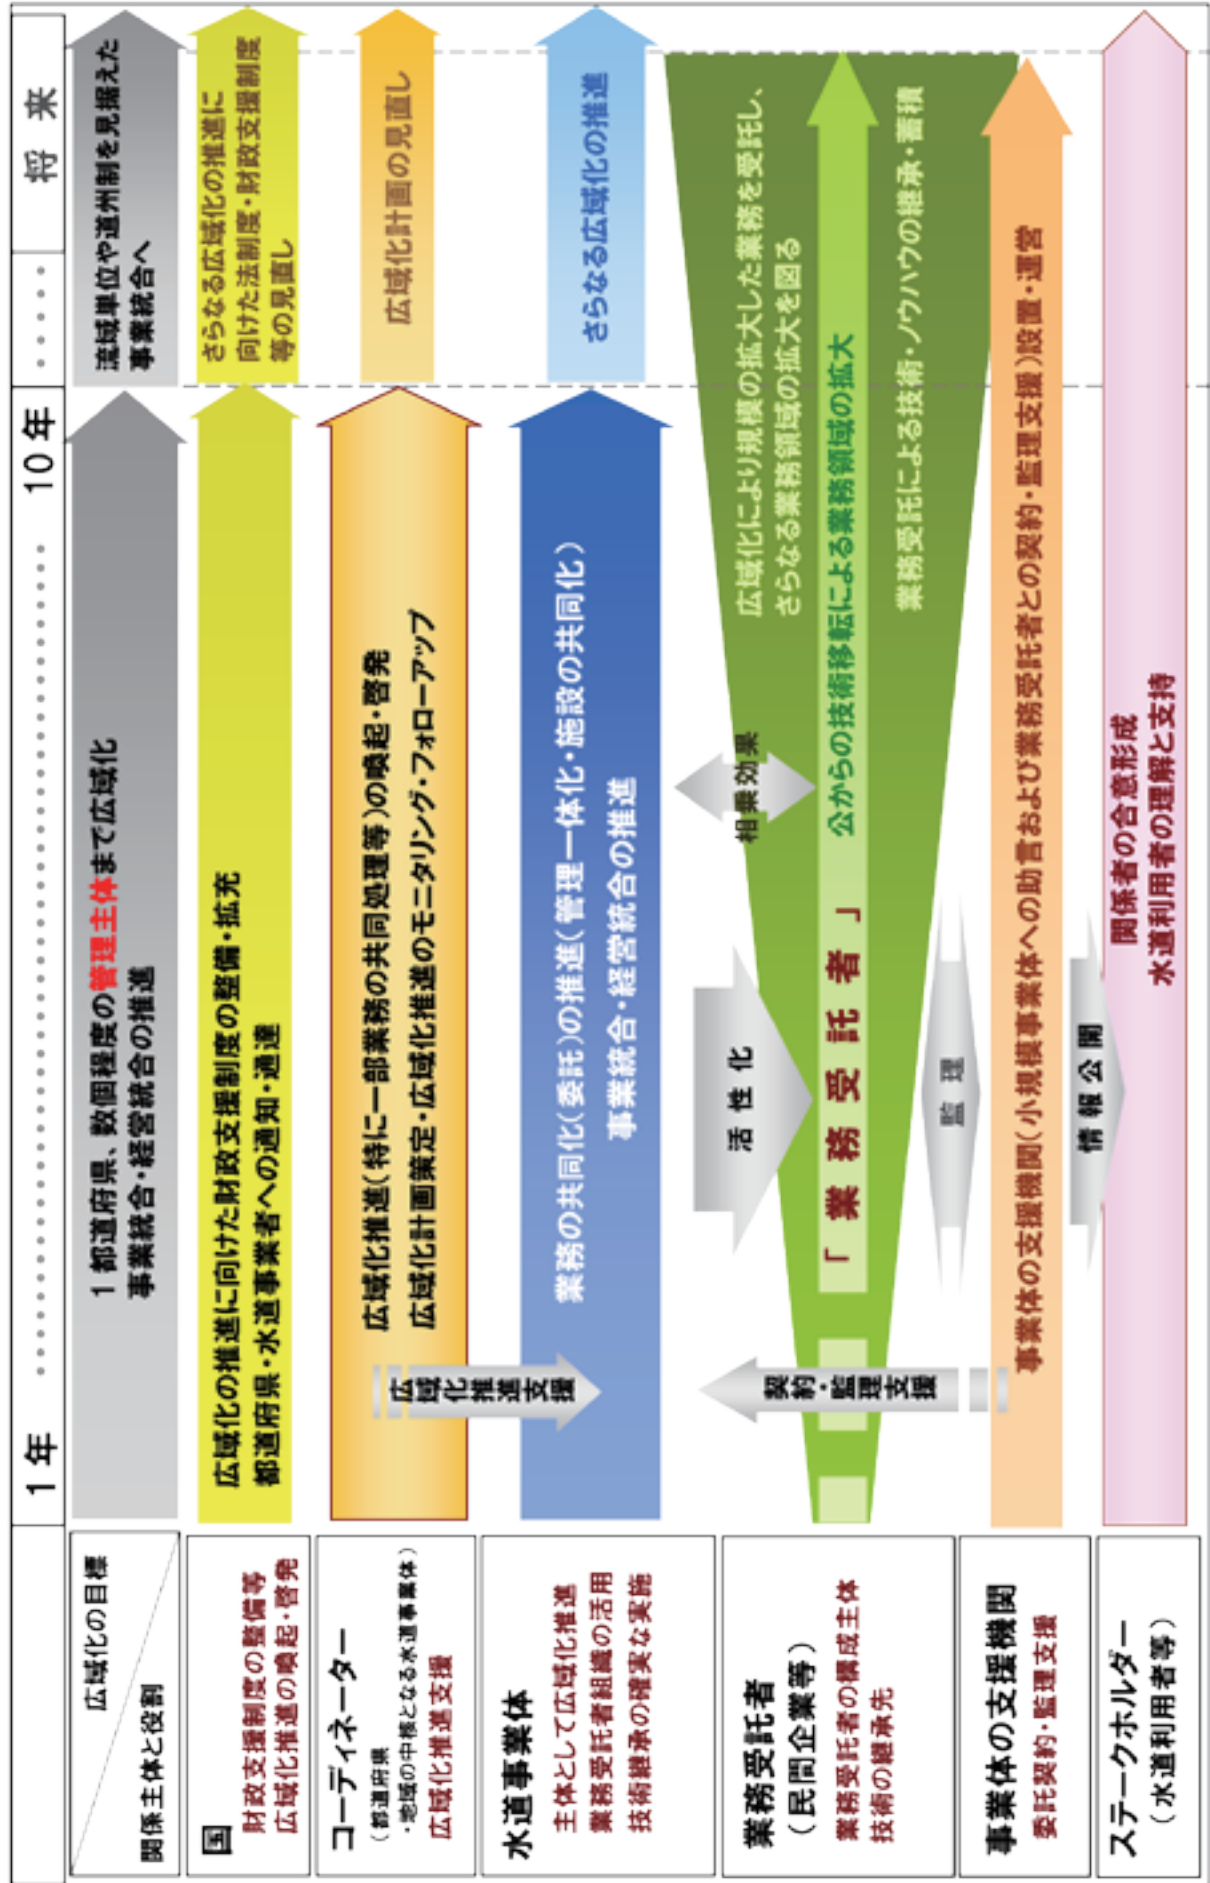 広域化の目標
関係主体と役割
1年
10年
将来
1都道府県、数個程度の管理主体まで広域化
事業統合・経営統合の推進
流域単位や道州制を見据えた
事業統合へ
国
財政支援制度の整備等
広域化推進の喚起・啓発
広域化の推進に向けた財政支援制度の整備・拡充
都道府県・水道事業者への通知・通達
さらなる広域化の推進に
向けた法制度・財政支援制度
等の見直し
コーディネーター
（都道府県
・地域の中核となる水道事業体）
広域化推進支援
広域化推進（特に一部業務の共同処理等）の喚起・啓発
広域化計画策定・広域化推進のモニタリング・フォローアップ
広域化計画の見直し
広域化
推進支援
水道事業体
主体として広域化推進
業務受託者組織の活用
技術継承の確実な実施
業務の共同化（委託）の推進（管理一体化・施設の共同化）
事業統合・経営統合の推進
さらなる広域化の推進
活性化
相乗効果
業務受託者
（民間企業等）
業務受託者の構成主体
技術の継承先
契約・監理支援
「業務受託者」
公からの技術移転による業務領域の拡大
広域化により規模の拡大した業務を受託し、
さらなる業務領域の拡大を図る
業務受託による技術・ノウハウの継承・蓄積
監理
事業体の支援機関
委託契約・監理支援
事業体の支援機関（小規模事業体への助言および業務受託者との契約・監理支援）設置・運営
情報公開
ステークホルダー
（水道利用者等）
関係者の合意形成
水道利用者の理解と支持